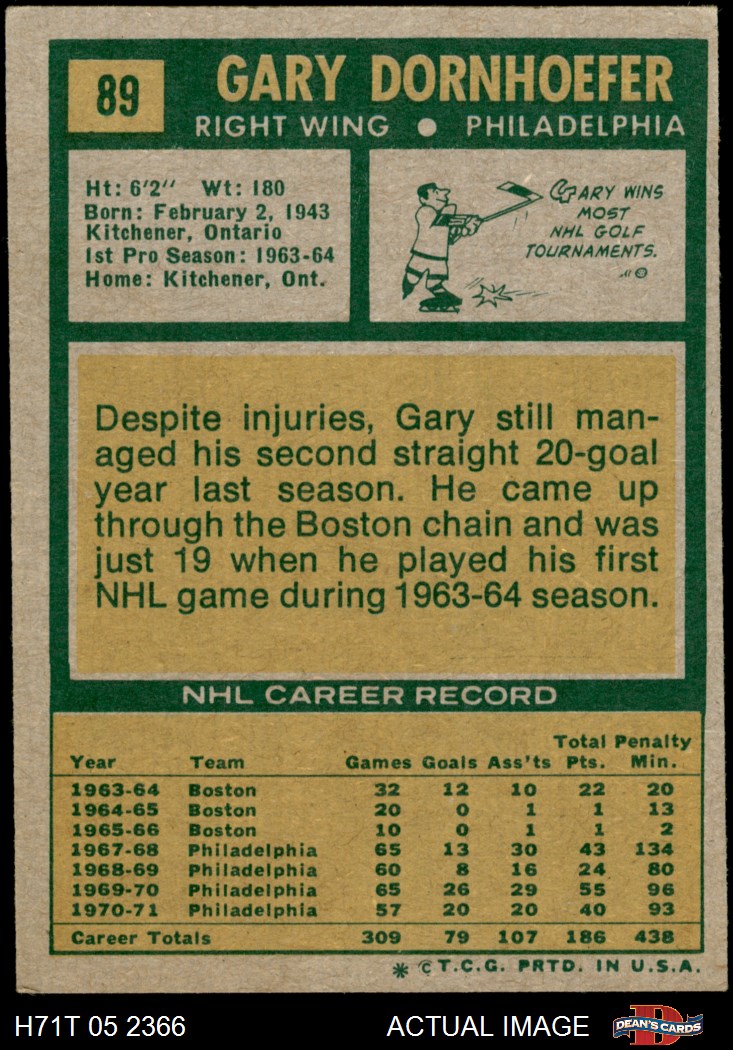 89
GARY DORNHOEFER
RIGHT WING ● PHILADELPHIA
Ht: 6'2" Wt: 180
Born: February 2, 1943
Kitchener, Ontario
1st Pro Season: 1963-64
Home: Kitchener, Ont.
GARY WINS
MOST
NHL GOLF
TOURNAMENTS.
Despite injuries, Gary still man-
aged his second straight 20-goal
year last season. He came up
through the Boston chain and was
just 19 when he played his first
NHL game during 1963-64 season.
NHL CAREER RECORD
Total Penalty
Year Team Games Goals Ass'ts Pts. Min.
1963-64 Boston 32 12 10 22 20
1964-65 Boston 20 0 1 1 13
1965-66 Boston 10 0 1 1 2
1967-68 Philadelphia 65 13 30 43 134
1968-69 Philadelphia 60 8 16 24 80
1969-70 Philadelphia 65 26 29 55 96
1970-71 Philadelphia 57 20 20 40 93
Career Totals 309 79 107 186 438
* © T.C.G. PRTD. IN U.S.A.
H71T 05 2366 ACTUAL IMAGE DEAN'S CARDS